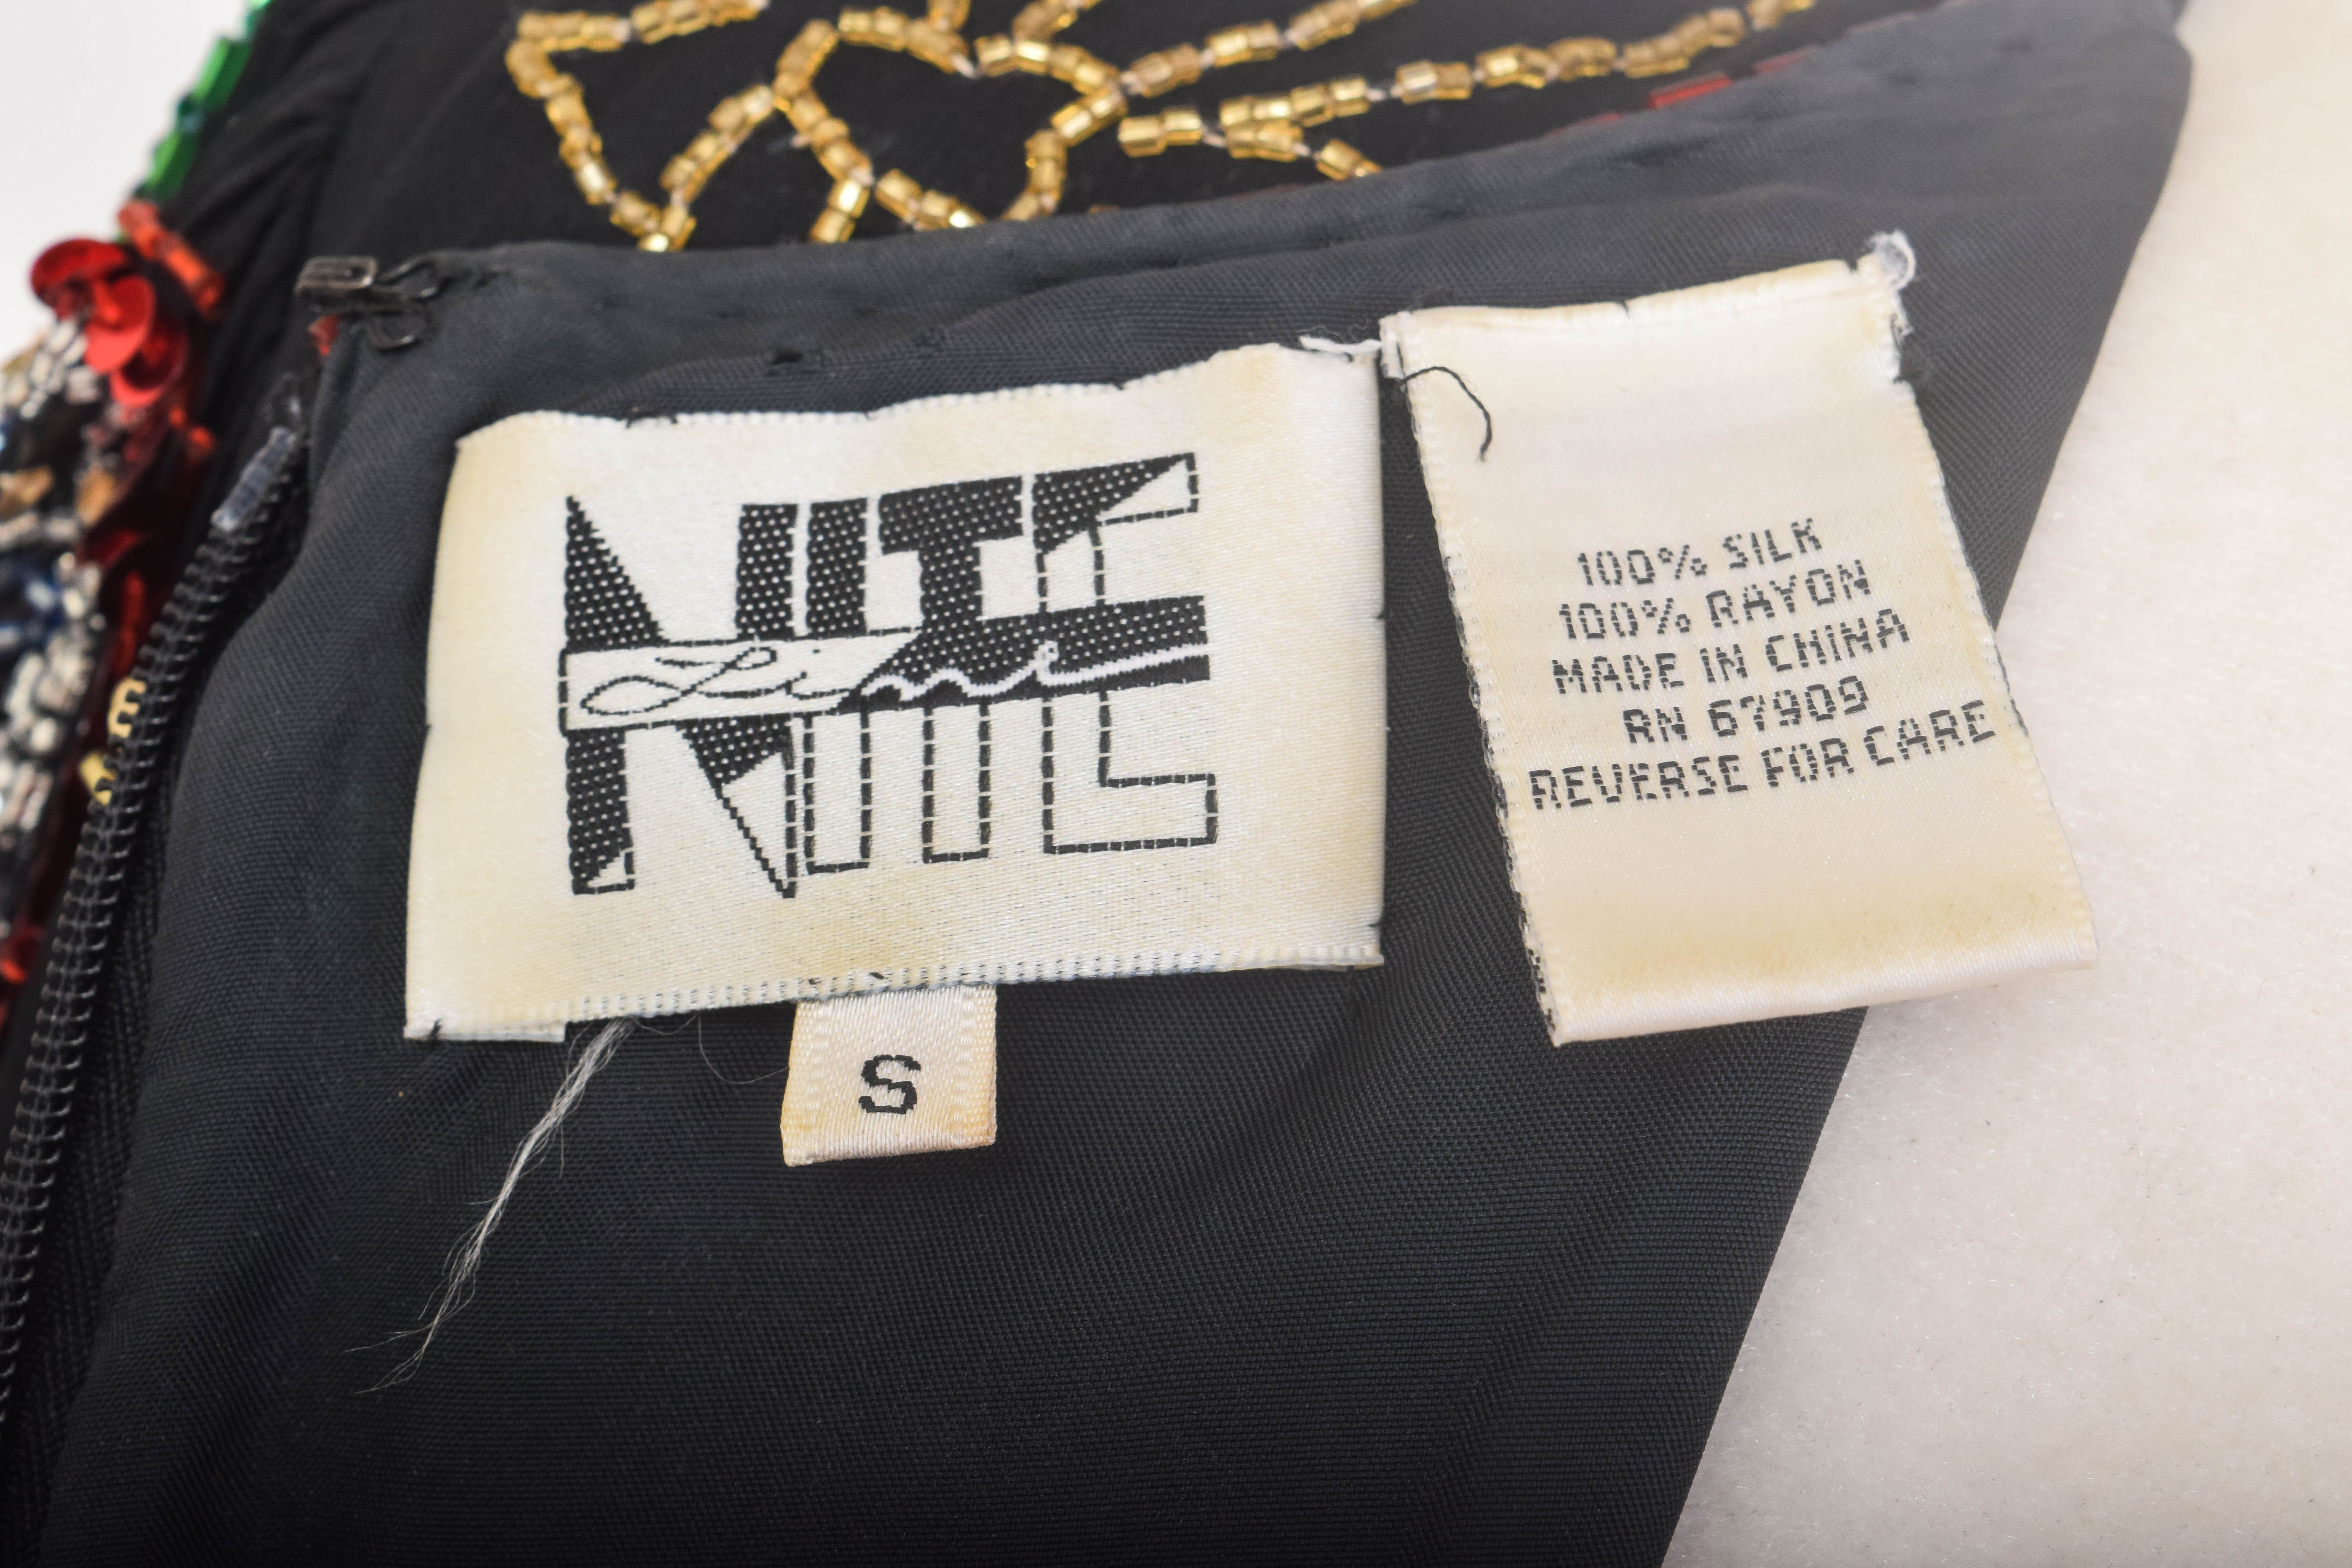 NITE
Line
S
100% SILK
100% RAYON
MADE IN CHINA
RN 67909
REVERSE FOR CARE